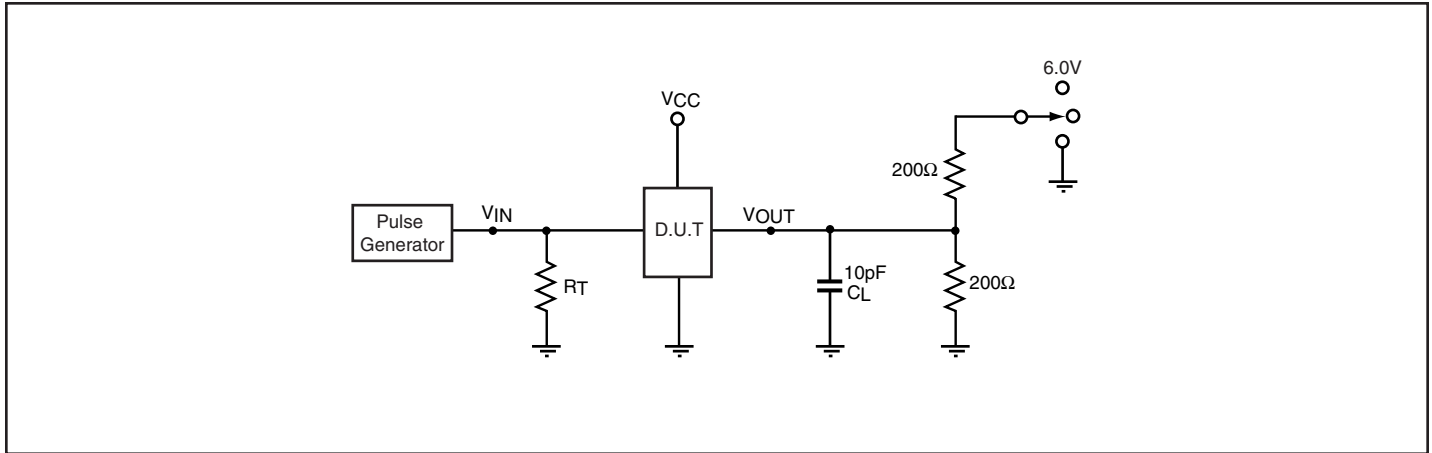 6.0V
VCC
200Ω
Pulse
Generator
VIN
D.U.T
VOUT
RT
10pF
CL
200Ω